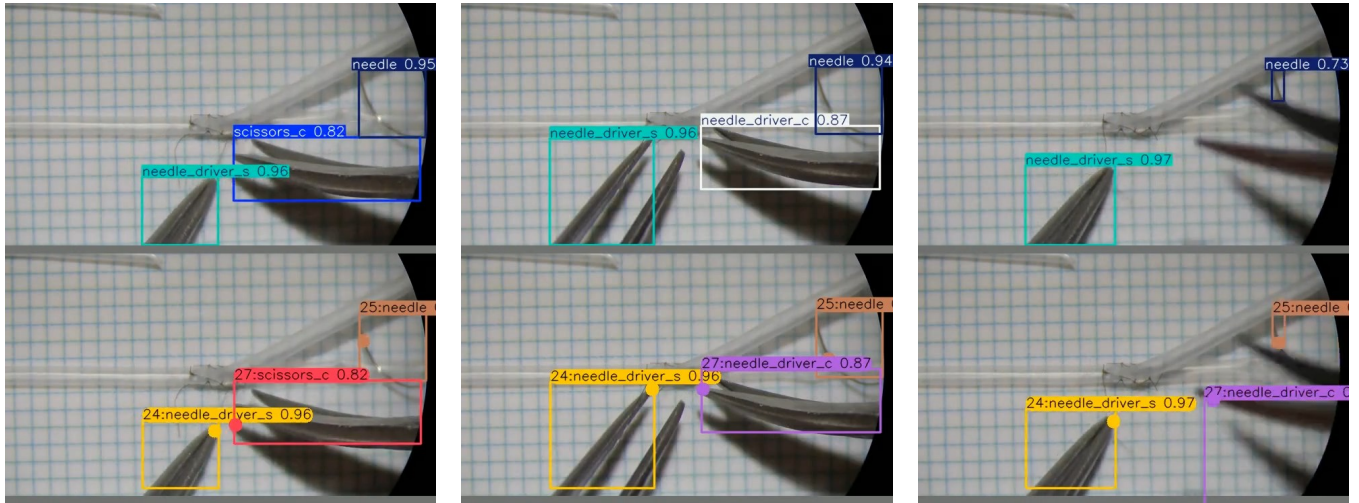 needle 0.95
scissors_c 0.82
needle_driver_s 0.96
needle 0.94
needle_driver_c 0.87
needle_driver_s 0.96
needle 0.73
needle_driver_s 0.97
25:needle
27:scissors_c 0.82
24:needle_driver_s 0.96
25:needle
27:needle_driver_c 0.87
24:needle_driver_s 0.96
25:needle
27:needle_driver_c
24:needle_driver_s 0.97